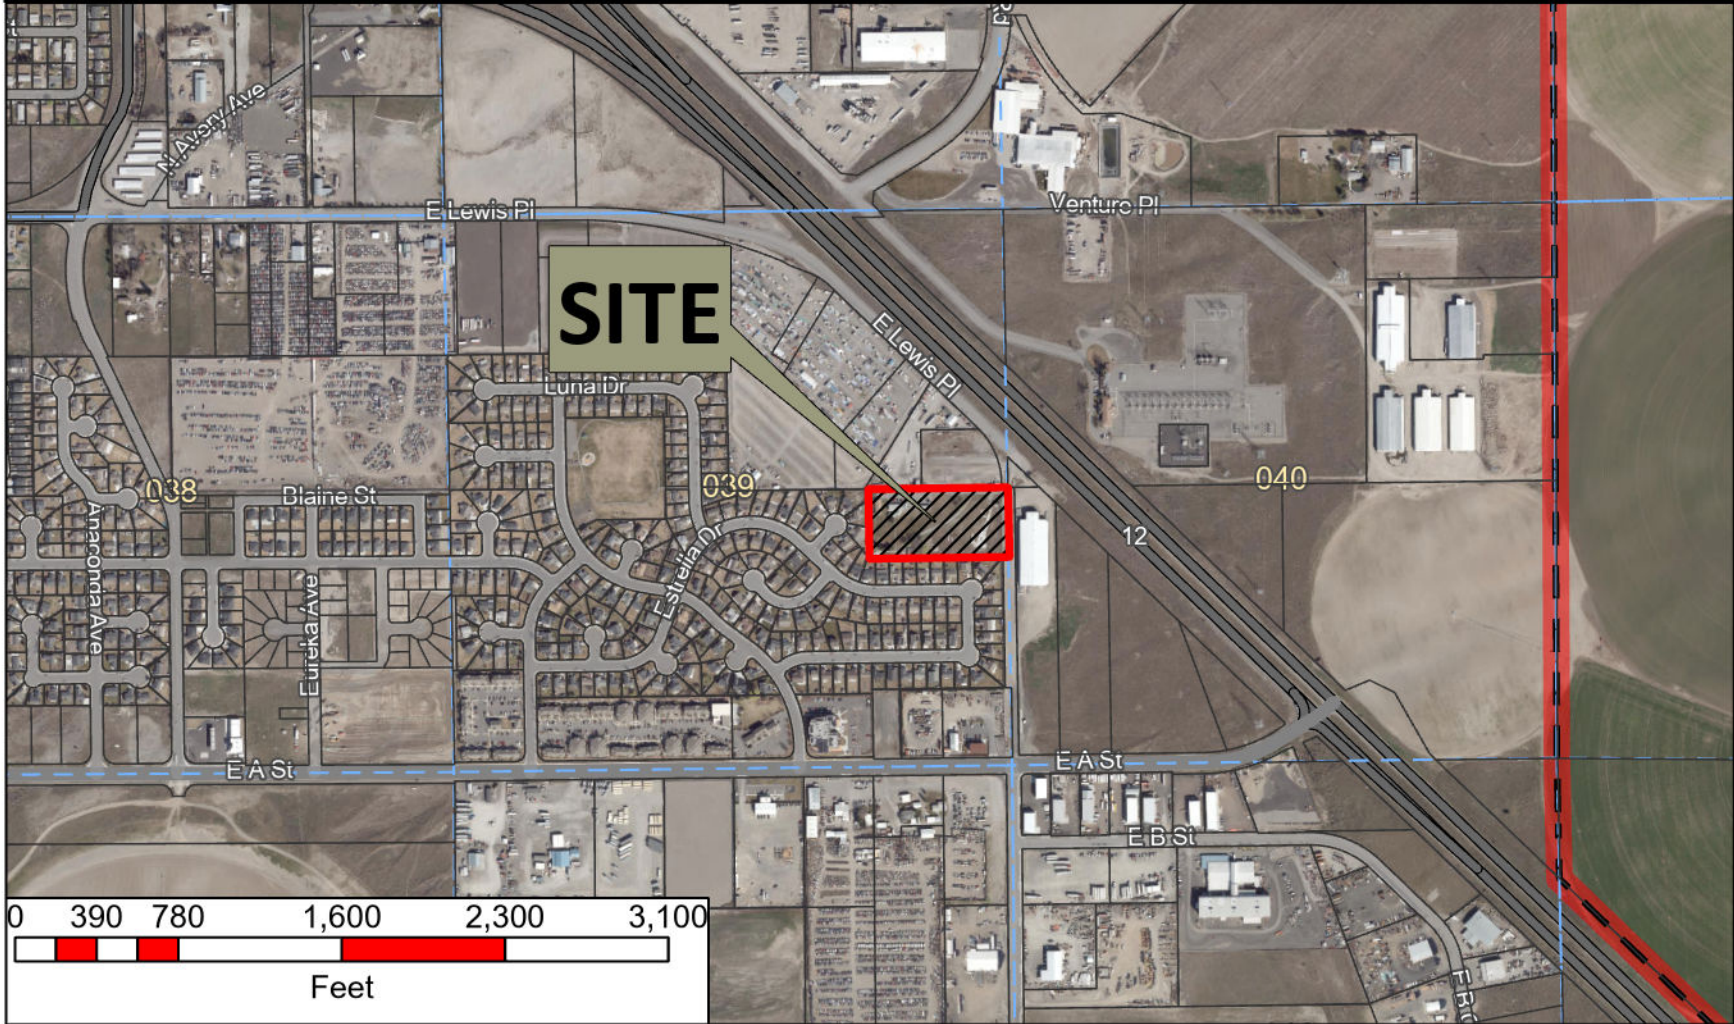 N Avery Ave
E Lewis Pl
Venture Pl
SITE
E Lewis Pl
Luna Dr
038
Blaine St
039
040
12
Anaconda Ave
Estrella Dr
Eureka Ave
E A St
E A St
E B St
0 390 780 1,600 2,300 3,100
Feet